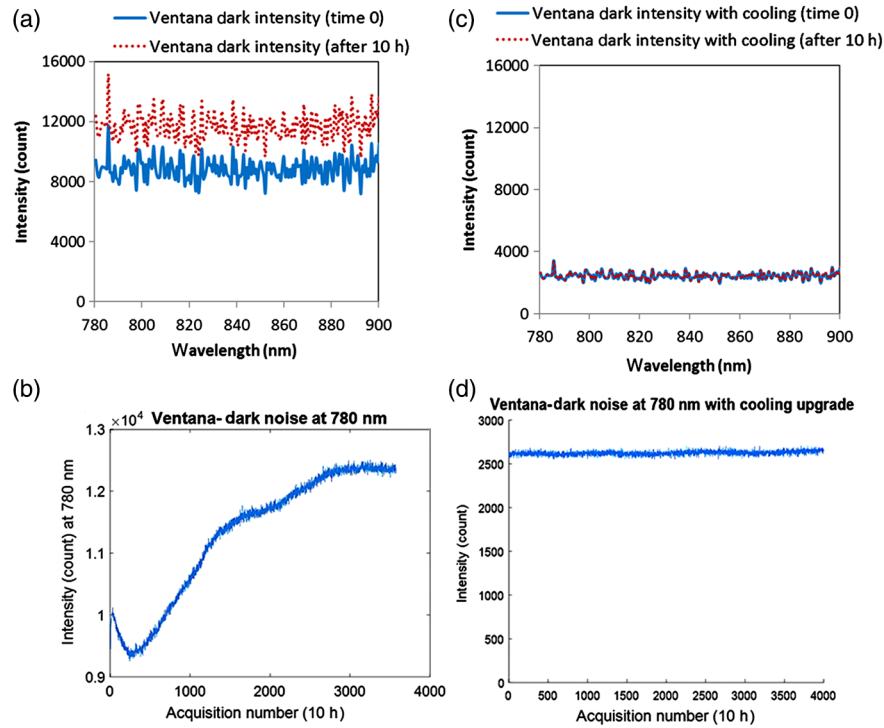 (a)
Ventana dark intensity (time 0)
Ventana dark intensity (after 10 h)
16000
12000
8000
4000
0
Intensity (count)
780 800 820 840 860 880 900
Wavelength (nm)
(c)
Ventana dark intensity with cooling (time 0)
Ventana dark intensity with cooling (after 10 h)
16000
12000
8000
4000
0
Intensity (count)
780 800 820 840 860 880 900
Wavelength (nm)
(b)
×10⁴
Ventana- dark noise at 780 nm
1.3
1.2
1.1
1
0.9
Intensity (count) at 780 nm
0 1000 2000 3000 4000
Acquisition number (10 h)
(d)
Ventana-dark noise at 780 nm with cooling upgrade
3000
2500
2000
1500
1000
500
0
Intensity (count)
0 500 1000 1500 2000 2500 3000 3500 4000
Acquisition number (10 h)